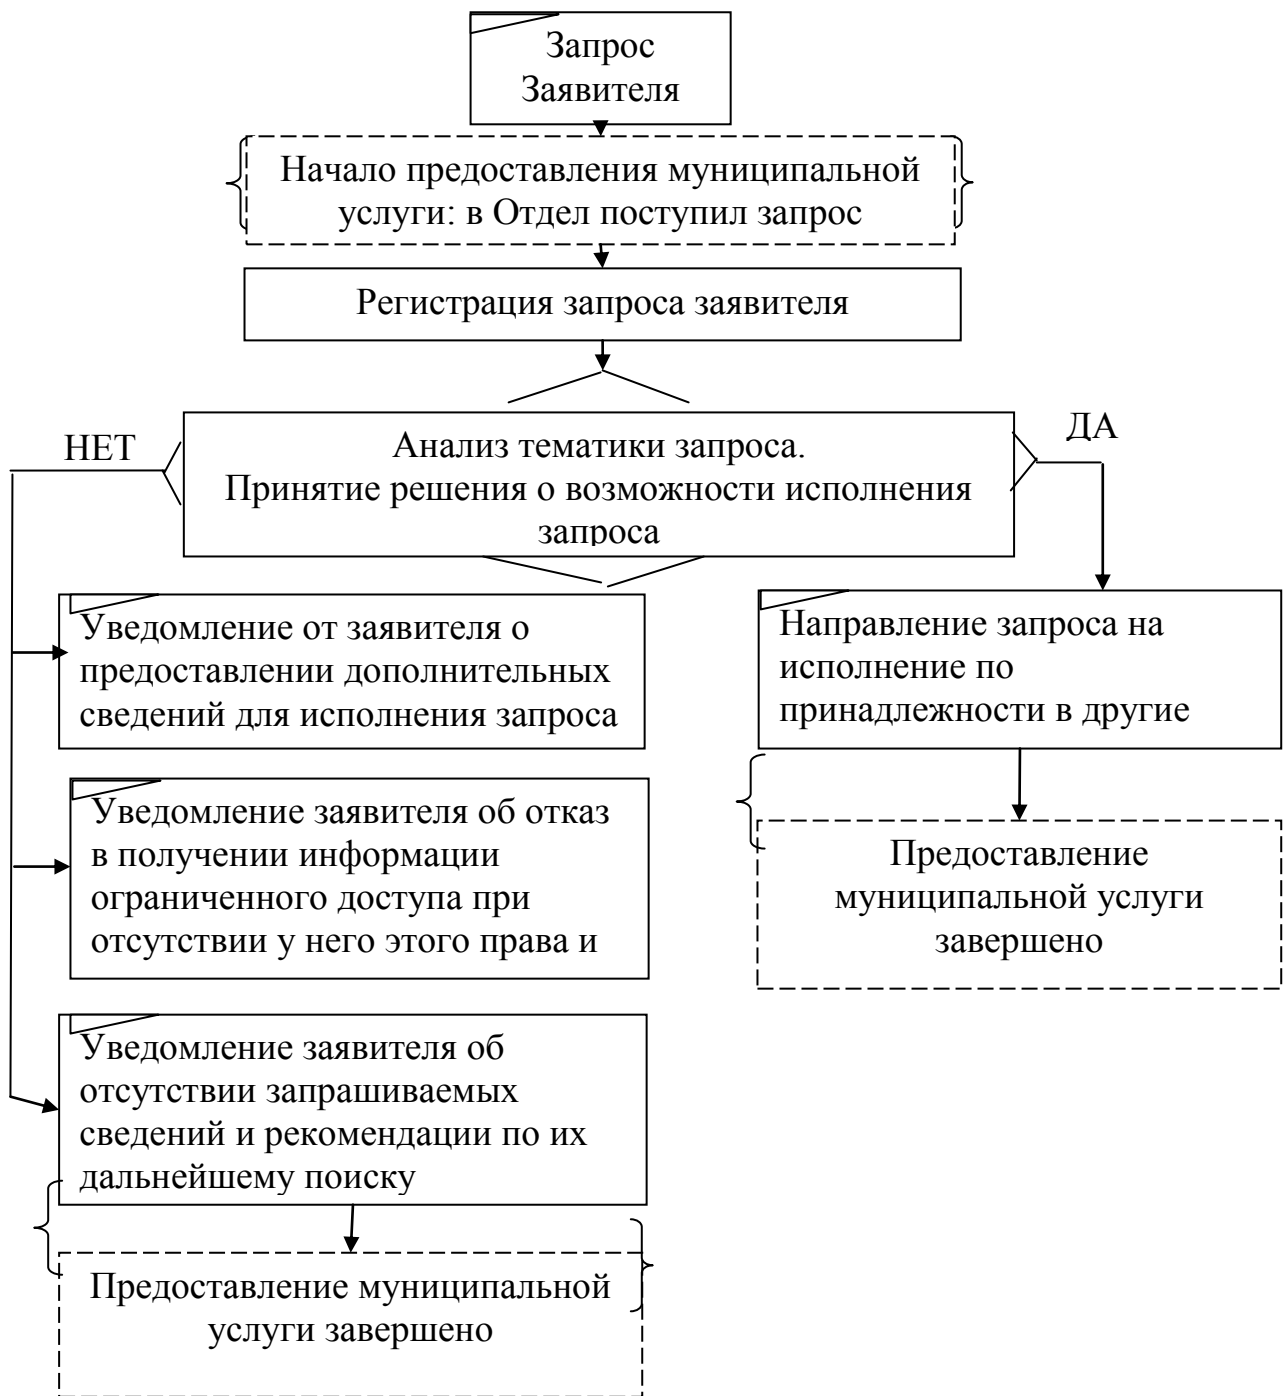 Запрос
Заявителя
Начало предоставления муниципальной
услуги: в Отдел поступил запрос
Регистрация запроса заявителя
НЕТ
ДА
Анализ тематики запроса.
Принятие решения о возможности исполнения
запроса
Уведомление от заявителя о
предоставлении дополнительных
сведений для исполнения запроса
Направление запроса на
исполнение по
принадлежности в другие
Уведомление заявителя об отказ
в получении информации
ограниченного доступа при
отсутствии у него этого права и
Предоставление
муниципальной услуги
завершено
Уведомление заявителя об
отсутствии запрашиваемых
сведений и рекомендации по их
дальнейшему поиску
Предоставление муниципальной
услуги завершено